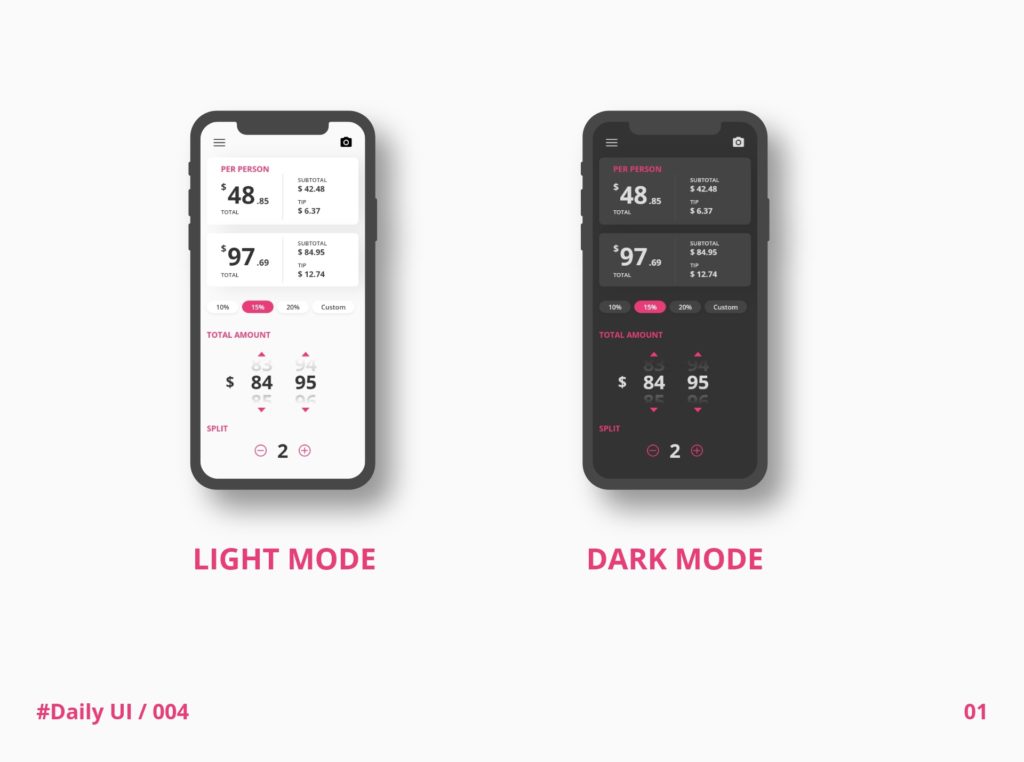 PER PERSON
$48.85
TOTAL
SUBTOTAL
$ 42.48
TIP
$ 6.37
$97.69
TOTAL
SUBTOTAL
$ 84.95
TIP
$ 12.74
10% 15% 20% Custom
TOTAL AMOUNT
83 94
$ 84 95
85 96
SPLIT
2
PER PERSON
$48.85
TOTAL
SUBTOTAL
$ 42.48
TIP
$ 6.37
$97.69
TOTAL
SUBTOTAL
$ 84.95
TIP
$ 12.74
10% 15% 20% Custom
TOTAL AMOUNT
83 94
$ 84 95
85 96
SPLIT
2
LIGHT MODE
DARK MODE
#Daily UI / 004
01